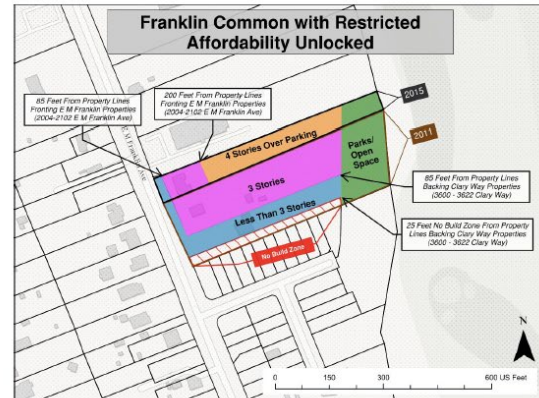 Franklin Common with Restricted
Affordability Unlocked
85 Feet From Property Lines
Fronting E M Franklin Properties
(2004-2102 E M Franklin Ave)
200 Feet From Property Lines
Fronting E M Franklin Properties
(2004-2102 E M Franklin Ave)
2015
2011
E M Franklin Ave
4 Stories Over Parking
Parks/
Open
Space
3 Stories
Less Than 3 Stories
85 Feet From Property Lines
Backing Clary Way Properties
(3600 - 3622 Clary Way)
25 Feet No Build Zone From Property
Lines Backing Clary Way Properties
(3600 - 3622 Clary Way)
No Build Zone
N
0 150 300 600 US Feet